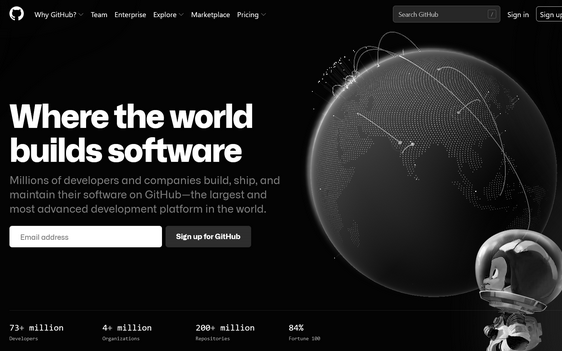 Why GitHub? Team Enterprise Explore Marketplace Pricing Search GitHub / Sign in Sign up
Where the world
builds software
Millions of developers and companies build, ship, and
maintain their software on GitHub—the largest and
most advanced development platform in the world.
Email address Sign up for GitHub
73+ million 4+ million 200+ million 84%
Developers Organizations Repositories Fortune 100